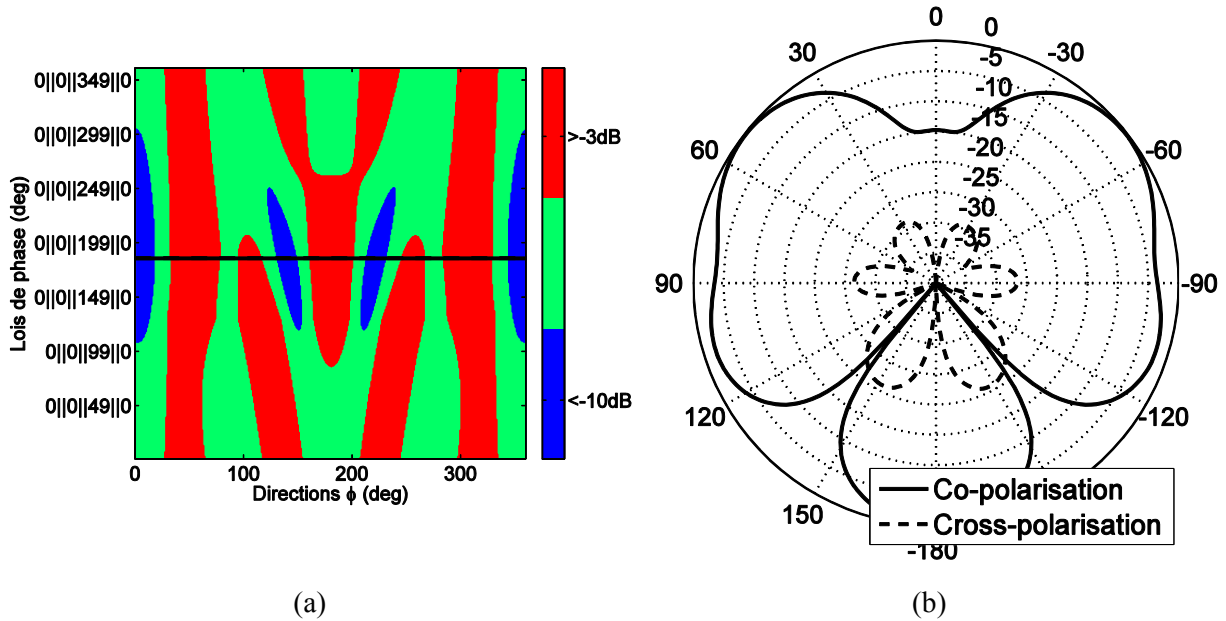 0||0||349||0
0||0||299||0
0||0||249||0
0||0||199||0
0||0||149||0
0||0||99||0
0||0||49||0
Lois de phase (deg)
0 100 200 300
Directions ϕ (deg)
>-3dB
<-10dB
(a)
0
30
-30
60
-60
90
-90
120
-120
150
-180
0
-5
-10
-15
-20
-25
-30
-35
Co-polarisation
Cross-polarisation
(b)